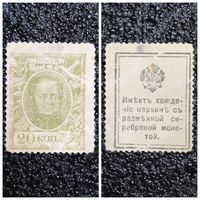 20 КОП.
Имѣетъ хожде-
ніе наравнѣ съ
размѣнной се-
ребряной моне-
той.